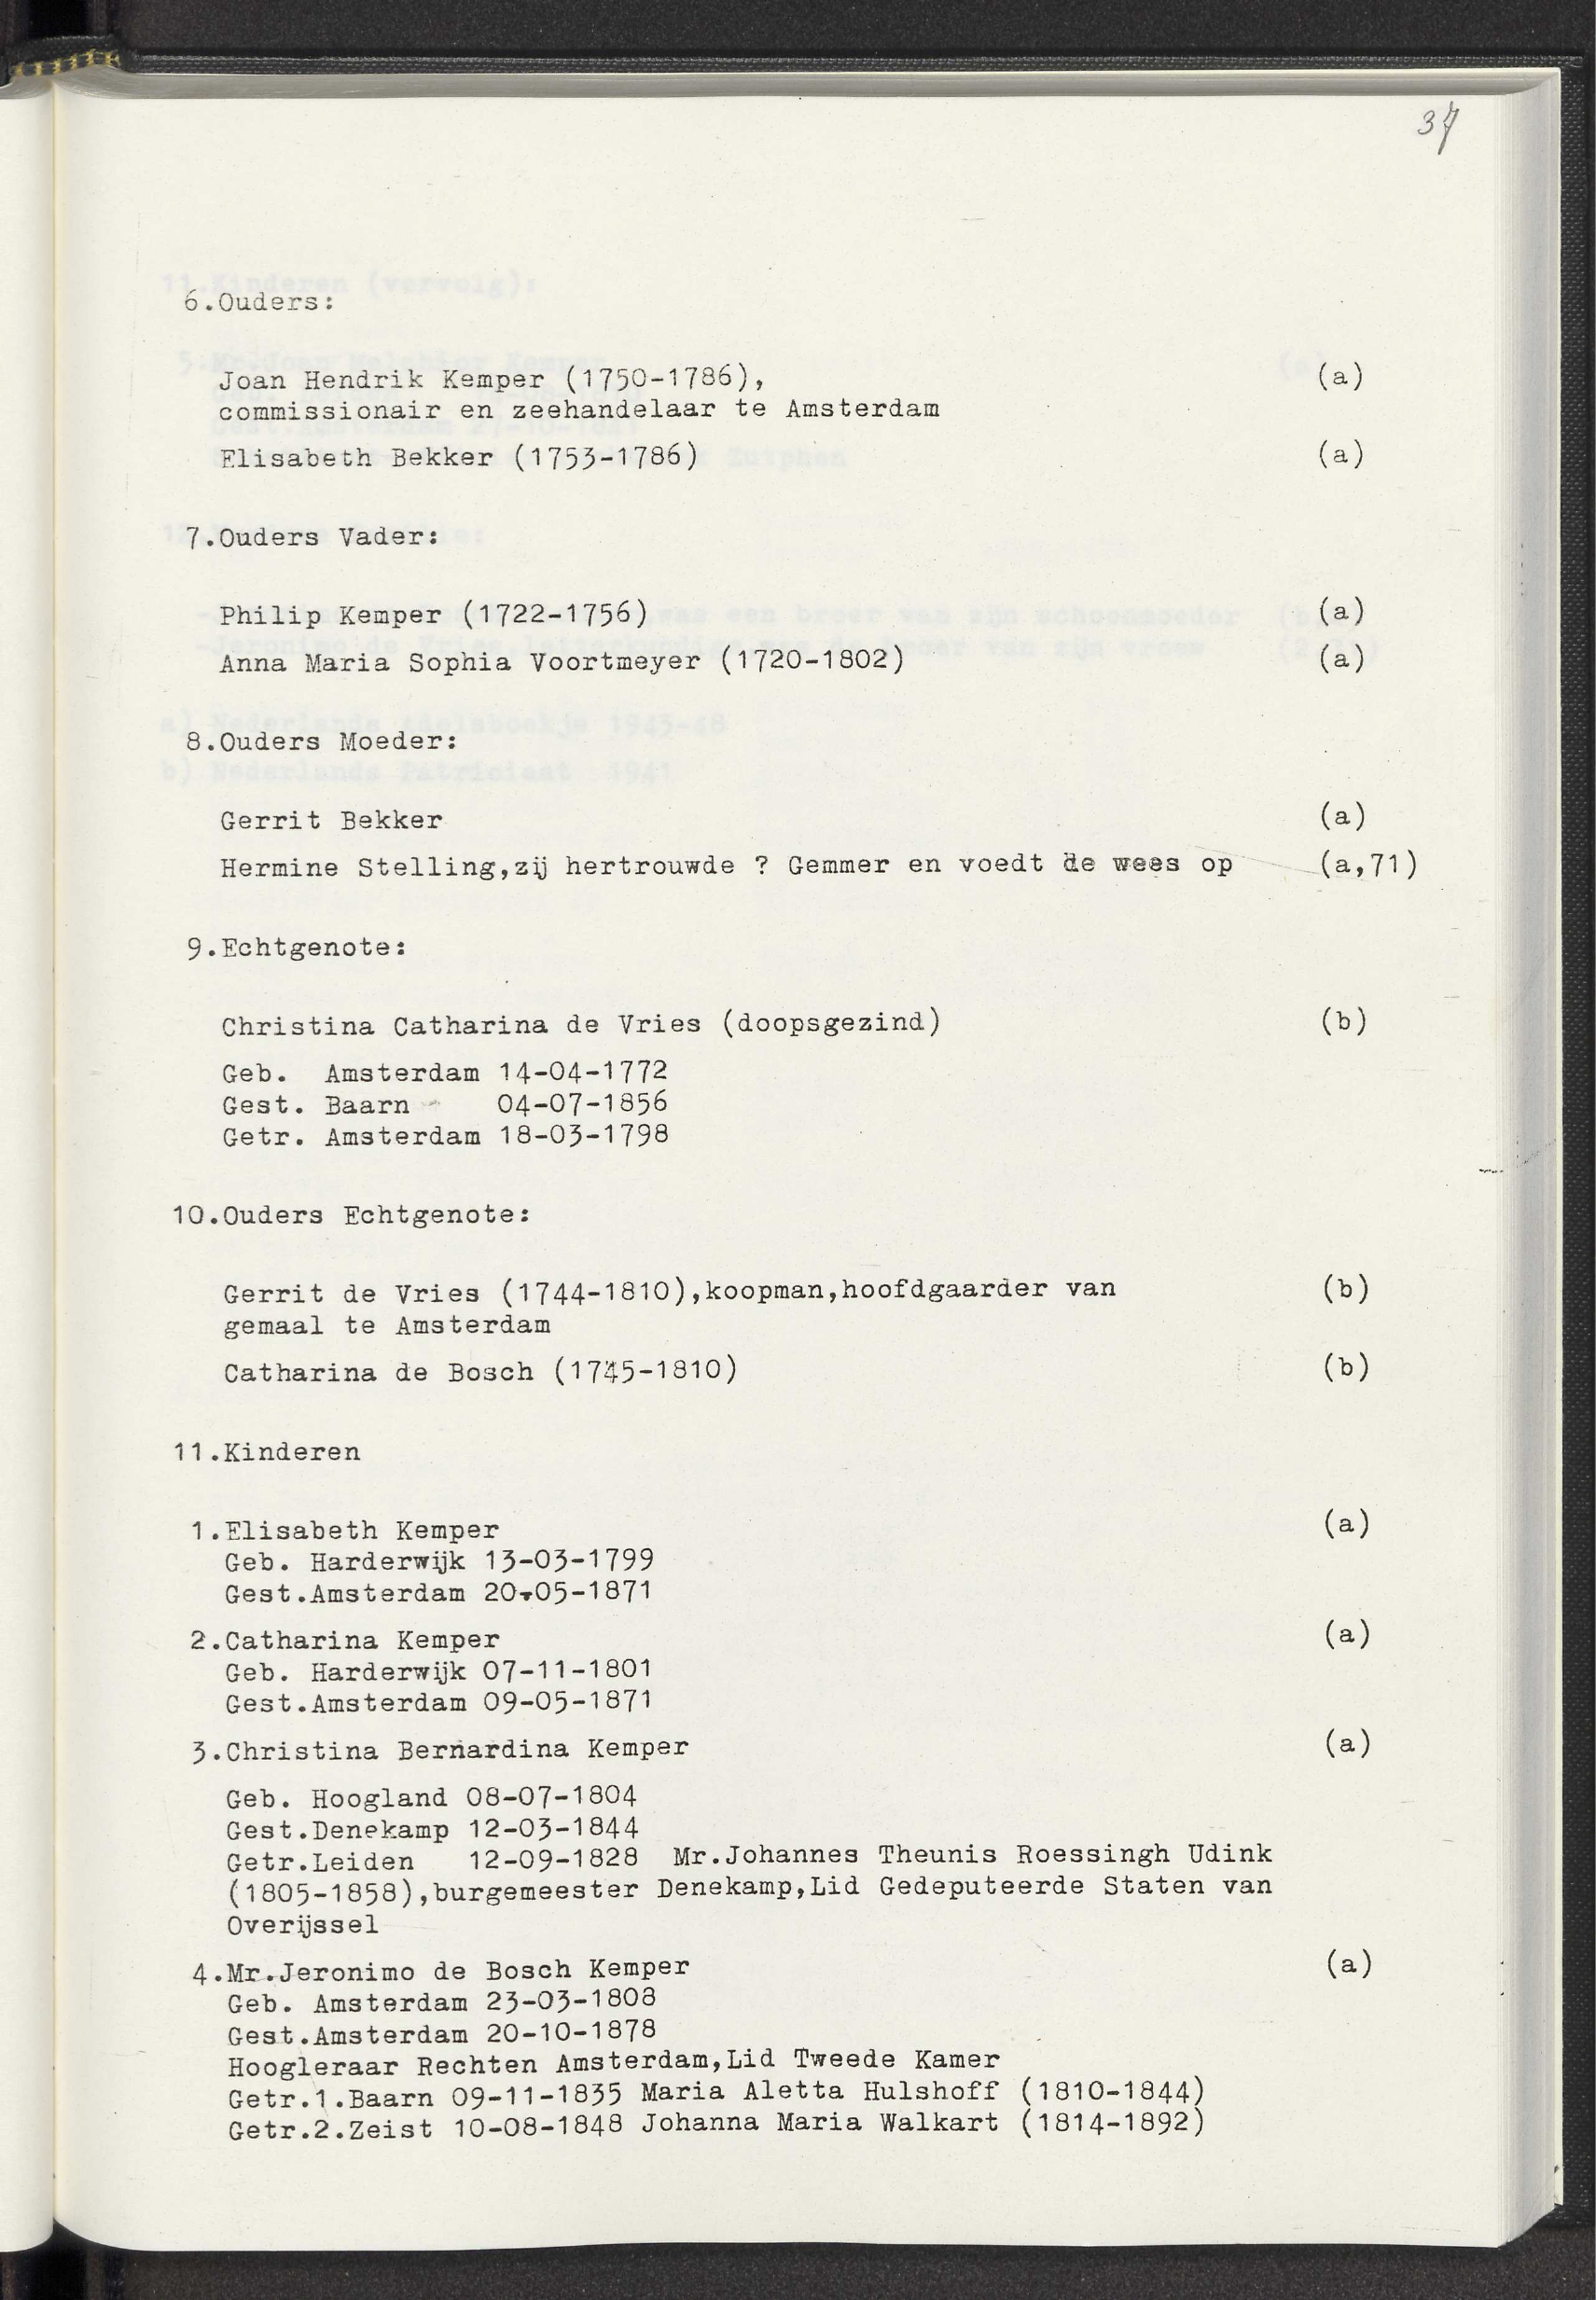 37
6.Ouders:
Joan Hendrik Kemper (1750-1786), (a)
commissionair en zeehandelaar te Amsterdam
Elisabeth Bekker (1753-1786) (a)
7.Ouders Vader:
Philip Kemper (1722-1756) (a)
Anna Maria Sophia Voortmeyer (1720-1802) (a)
8.Ouders Moeder:
Gerrit Bekker (a)
Hermine Stelling,zij hertrouwde ? Gemmer en voedt de wees op (a,71)
9.Echtgenote:
Christina Catharina de Vries (doopsgezind) (b)
Geb. Amsterdam 14-04-1772
Gest. Baarn 04-07-1856
Getr. Amsterdam 18-03-1798
10.Ouders Echtgenote:
Gerrit de Vries (1744-1810),koopman,hoofdgaarder van (b)
gemaal te Amsterdam
Catharina de Bosch (1745-1810) (b)
11.Kinderen
1.Elisabeth Kemper (a)
Geb. Harderwijk 13-03-1799
Gest.Amsterdam 20-05-1871
2.Catharina Kemper (a)
Geb. Harderwijk 07-11-1801
Gest.Amsterdam 09-05-1871
3.Christina Bernardina Kemper (a)
Geb. Hoogland 08-07-1804
Gest.Denekamp 12-03-1844
Getr.Leiden 12-09-1828 Mr.Johannes Theunis Roessingh Udink
(1805-1858),burgemeester Denekamp,Lid Gedeputeerde Staten van
Overijssel
4.Mr.Jeronimo de Bosch Kemper (a)
Geb. Amsterdam 23-03-1808
Gest.Amsterdam 20-10-1878
Hoogleraar Rechten Amsterdam,Lid Tweede Kamer
Getr.1.Baarn 09-11-1835 Maria Aletta Hulshoff (1810-1844)
Getr.2.Zeist 10-08-1848 Johanna Maria Walkart (1814-1892)